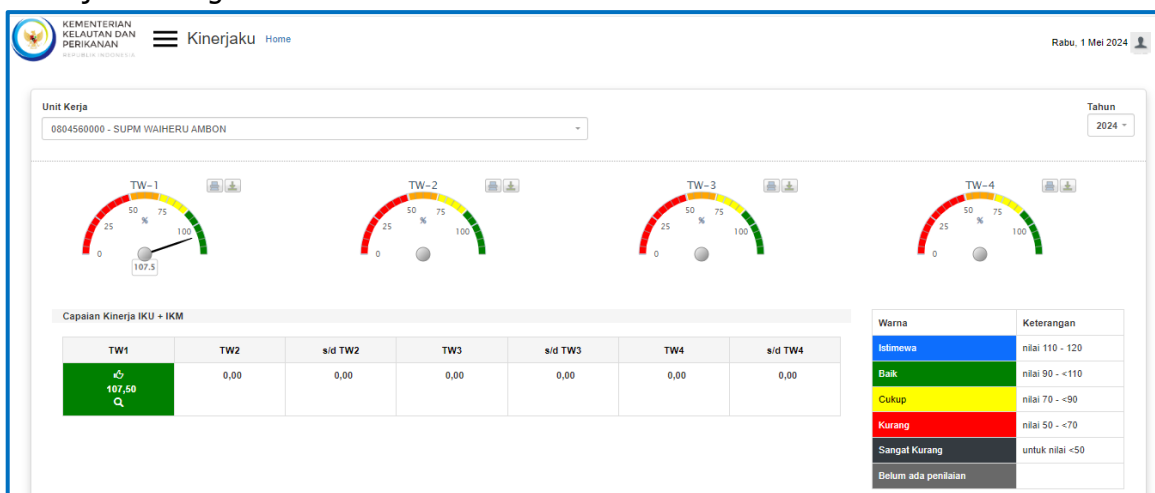 KEMENTERIAN
KELAUTAN DAN
PERIKANAN
REPUBLIK INDONESIA
Kinerjaku Home
Rabu, 1 Mei 2024
Unit Kerja
Tahun
0804560000 - SUPM WAIHERU AMBON
2024
TW-1
0 25 50 75 100
%
107.5
TW-2
0 25 50 75 100
%
TW-3
0 25 50 75 100
%
TW-4
0 25 50 75 100
%
Capaian Kinerja IKU + IKM
TW1 TW2 s/d TW2 TW3 s/d TW3 TW4 s/d TW4
107,50 0,00 0,00 0,00 0,00 0,00 0,00
Warna Keterangan
Istimewa nilai 110 - 120
Baik nilai 90 - <110
Cukup nilai 70 - <90
Kurang nilai 50 - <70
Sangat Kurang untuk nilai <50
Belum ada penilaian